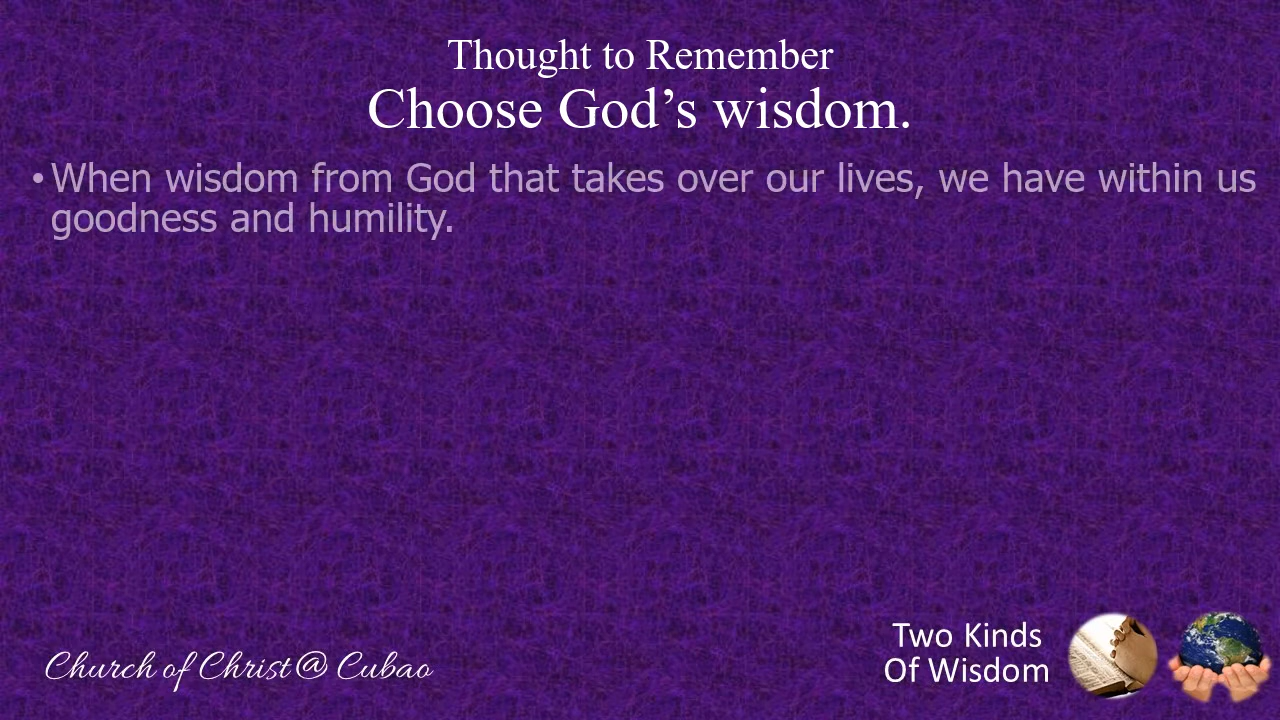 Thought to Remember
Choose God’s wisdom.
•When wisdom from God that takes over our lives, we have within us
goodness and humility.
Two Kinds
Of Wisdom
Church of Christ@ Cubao